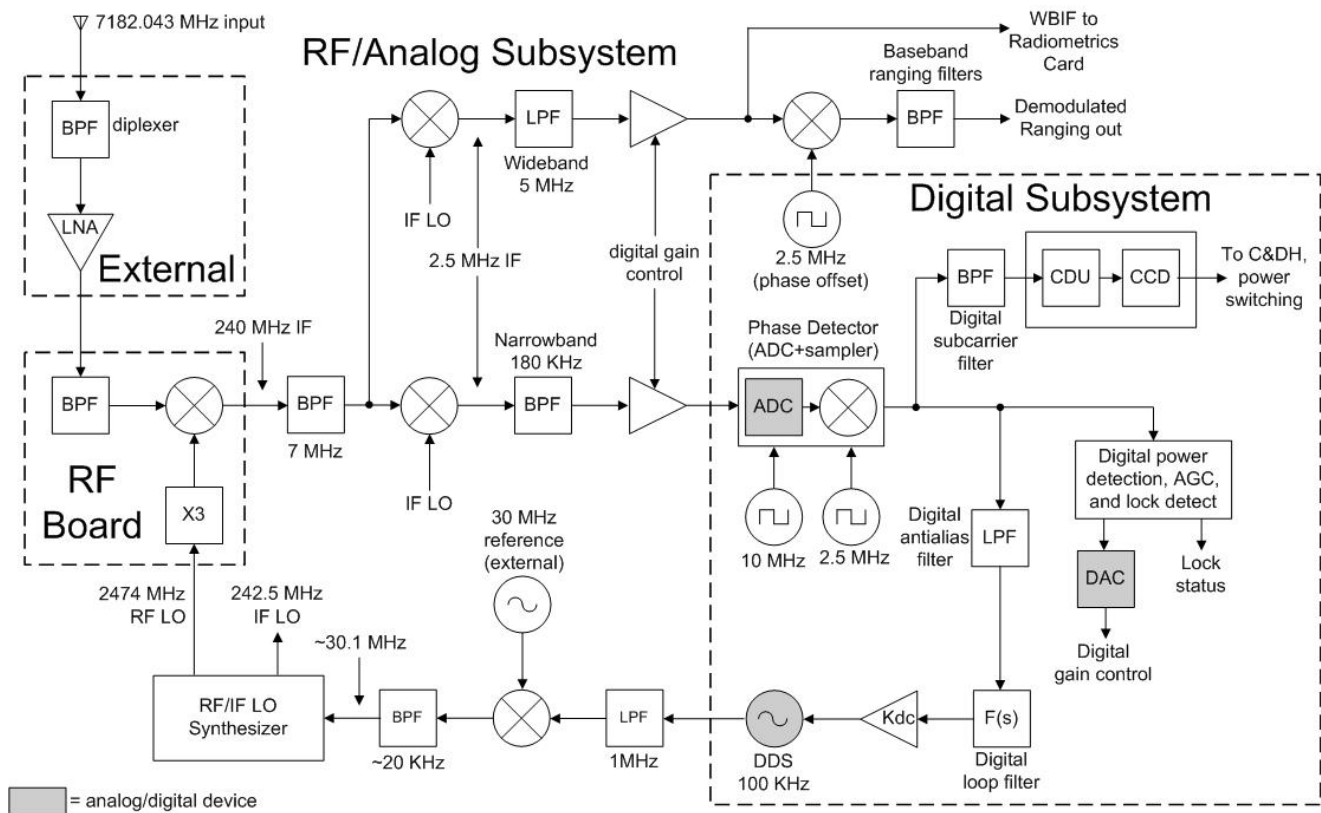 7182.043 MHz input
RF/Analog Subsystem
WBIF to
Radiometrics
Card
Baseband
ranging filters
BPF
diplexer
LPF
BPF
Demodulated
Ranging out
Wideband
5 MHz
LNA
External
IF LO
2.5 MHz IF
digital gain
control
2.5 MHz
(phase offset)
Digital Subsystem
BPF
CDU
CCD
To C&DH,
power
switching
Digital
subcarrier
filter
240 MHz IF
Narrowband
180 KHz
Phase Detector
(ADC+sampler)
BPF
BPF
7 MHz
BPF
ADC
RF
Board
X3
IF LO
30 MHz
reference
(external)
10 MHz
2.5 MHz
Digital
antialias
filter
LPF
Digital power
detection, AGC,
and lock detect
DAC
Lock
status
Digital
gain control
2474 MHz
RF LO
242.5 MHz
IF LO
~30.1 MHz
RF/IF LO
Synthesizer
BPF
~20 KHz
LPF
1MHz
DDS
100 KHz
Kdc
F(s)
Digital
loop filter
= analog/digital device